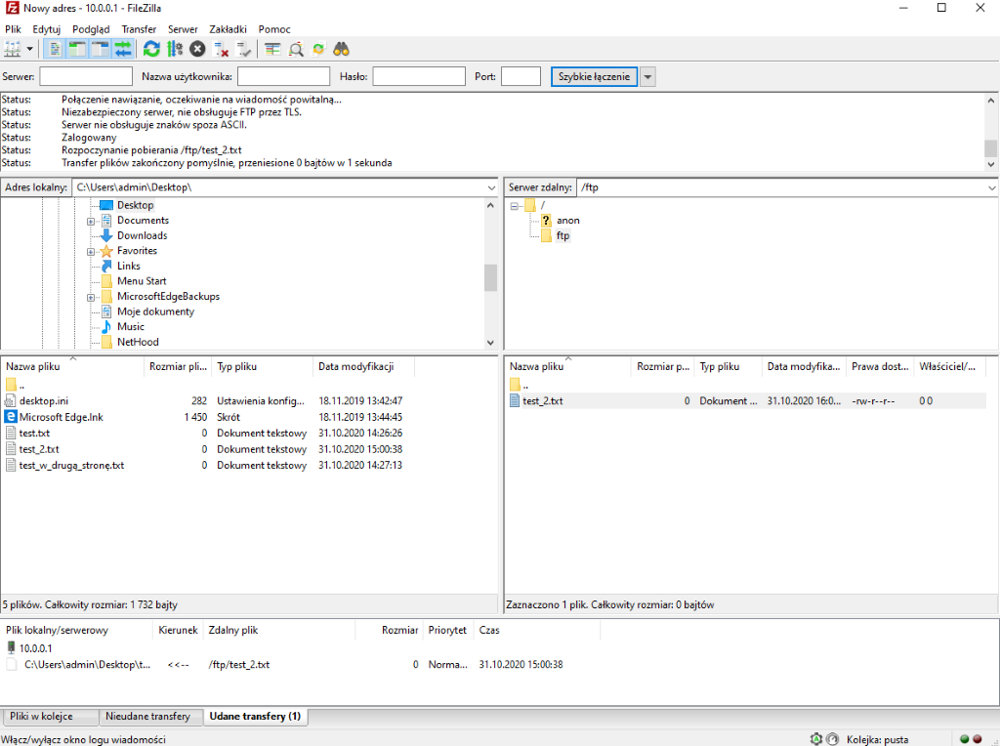 Nowy adres - 10.0.0.1 - FileZilla
Plik Edytuj Podgląd Transfer Serwer Zakładki Pomoc
Serwer: Nazwa użytkownika: Hasło: Port: Szybkie łączenie
Status: Połączenie nawiązanie, oczekiwanie na wiadomość powitalną...
Status: Niezabezpieczony serwer, nie obsługuje FTP przez TLS.
Status: Serwer nie obsługuje znaków spoza ASCII.
Status: Zalogowany
Status: Rozpoczynanie pobierania /ftp/test_2.txt
Status: Transfer plików zakończony pomyślnie, przeniesione 0 bajtów w 1 sekunda
Adres lokalny: C:\Users\admin\Desktop\
Desktop
Documents
Downloads
Favorites
Links
Menu Start
MicrosoftEdgeBackups
Moje dokumenty
Music
NetHood
Serwer zdalny: /ftp
/
? anon
ftp
Nazwa pliku Rozmiar pli... Typ pliku Data modyfikacji
..
desktop.ini 282 Ustawienia konfig... 18.11.2019 13:42:47
Microsoft Edge.lnk 1 450 Skrót 18.11.2019 13:44:45
test.txt 0 Dokument tekstowy 31.10.2020 14:26:26
test_2.txt 0 Dokument tekstowy 31.10.2020 15:00:38
test_w_drugą_stronę.txt 0 Dokument tekstowy 31.10.2020 14:27:13
5 plików. Całkowity rozmiar: 1 732 bajty
Nazwa pliku Rozmiar p... Typ pliku Data modyfika... Prawa dost... Właściciel/...
..
test_2.txt 0 Dokument ... 31.10.2020 16:0... -rw-r--r-- 0 0
Zaznaczono 1 plik. Całkowity rozmiar: 0 bajtów
Plik lokalny/serwerowy Kierunek Zdalny plik Rozmiar Priorytet Czas
10.0.0.1
C:\Users\admin\Desktop\t... <<-- /ftp/test_2.txt 0 Norma... 31.10.2020 15:00:38
Pliki w kolejce Nieudane transfery Udane transfery (1)
Włącz/wyłącz okno logu wiadomości Kolejka: pusta